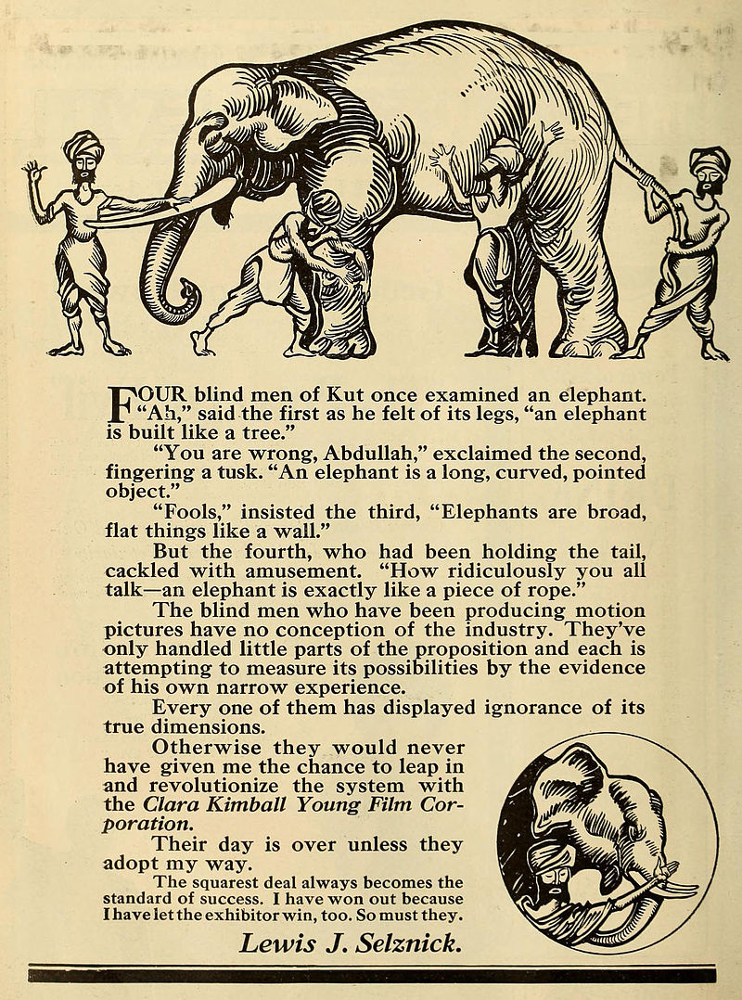 FOUR blind men of Kut once examined an elephant.
“Ah,” said the first as he felt of its legs, “an elephant
is built like a tree.”
“You are wrong, Abdullah,” exclaimed the second,
fingering a tusk. “An elephant is a long, curved, pointed
object.”
“Fools,” insisted the third, “Elephants are broad,
flat things like a wall.”
But the fourth, who had been holding the tail,
cackled with amusement. “How ridiculously you all
talk—an elephant is exactly like a piece of rope.”
The blind men who have been producing motion
pictures have no conception of the industry. They’ve
only handled little parts of the proposition and each is
attempting to measure its possibilities by the evidence
of his own narrow experience.
Every one of them has displayed ignorance of its
true dimensions.
Otherwise they would never
have given me the chance to leap in
and revolutionize the system with
the Clara Kimball Young Film Cor-
poration.
Their day is over unless they
adopt my way.
The squarest deal always becomes the
standard of success. I have won out because
I have let the exhibitor win, too. So must they.
Lewis J. Selznick.